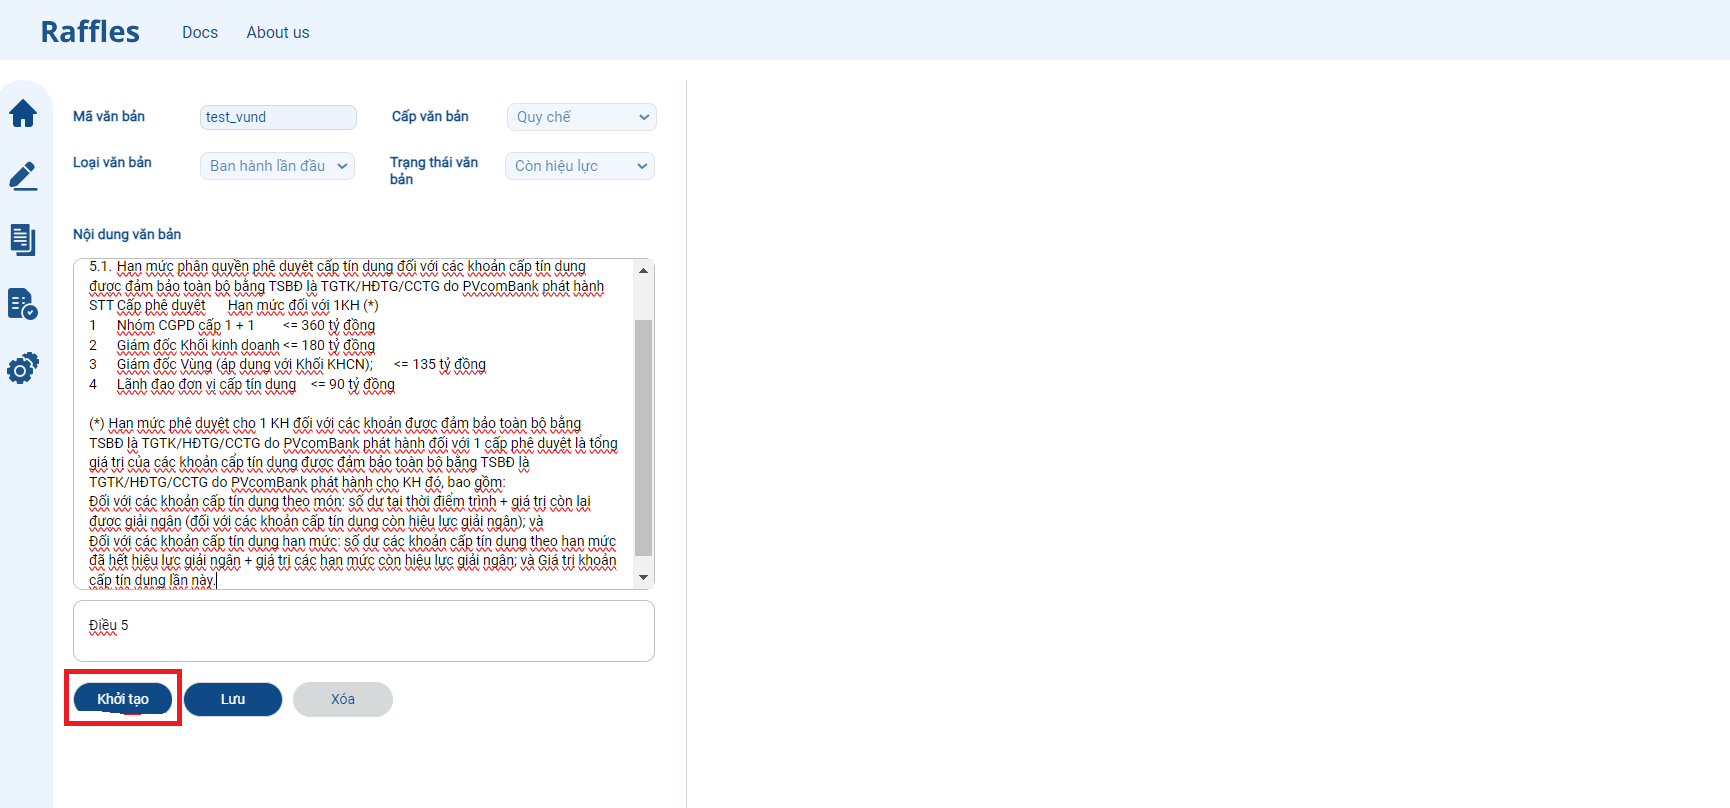 Raffles Docs About us
Mã văn bản test_vund Cấp văn bản Quy chế
Loại văn bản Ban hành lần đầu Trạng thái văn bản Còn hiệu lực
Nội dung văn bản
5.1. Hạn mức phân quyền phê duyệt cấp tín dụng đối với các khoản cấp tín dụng
được đảm bảo toàn bộ bằng TSBĐ là TGTK/HĐTG/CCTG do PVcomBank phát hành
STT Cấp phê duyệt Hạn mức đối với 1KH (*)
1 Nhóm CGPD cấp 1 + 1 <= 360 tỷ đồng
2 Giám đốc Khối kinh doanh <= 180 tỷ đồng
3 Giám đốc Vùng (áp dụng với Khối KHCN); <= 135 tỷ đồng
4 Lãnh đạo đơn vị cấp tín dụng <= 90 tỷ đồng
(*) Hạn mức phê duyệt cho 1 KH đối với các khoản được đảm bảo toàn bộ bằng
TSBĐ là TGTK/HĐTG/CCTG do PVcomBank phát hành đối với 1 cấp phê duyệt là tổng
giá trị của các khoản cấp tín dụng được đảm bảo toàn bộ bằng TSBĐ là
TGTK/HĐTG/CCTG do PVcomBank phát hành cho KH đó, bao gồm:
Đối với các khoản cấp tín dụng theo món: số dư tại thời điểm trình + giá trị còn lại
được giải ngân (đối với các khoản cấp tín dụng còn hiệu lực giải ngân); và
Đối với các khoản cấp tín dụng hạn mức: số dư các khoản cấp tín dụng theo hạn mức
đã hết hiệu lực giải ngân + giá trị các hạn mức còn hiệu lực giải ngân; và Giá trị khoản
cấp tín dụng lần này.
Điều 5
Khởi tạo Lưu Xóa